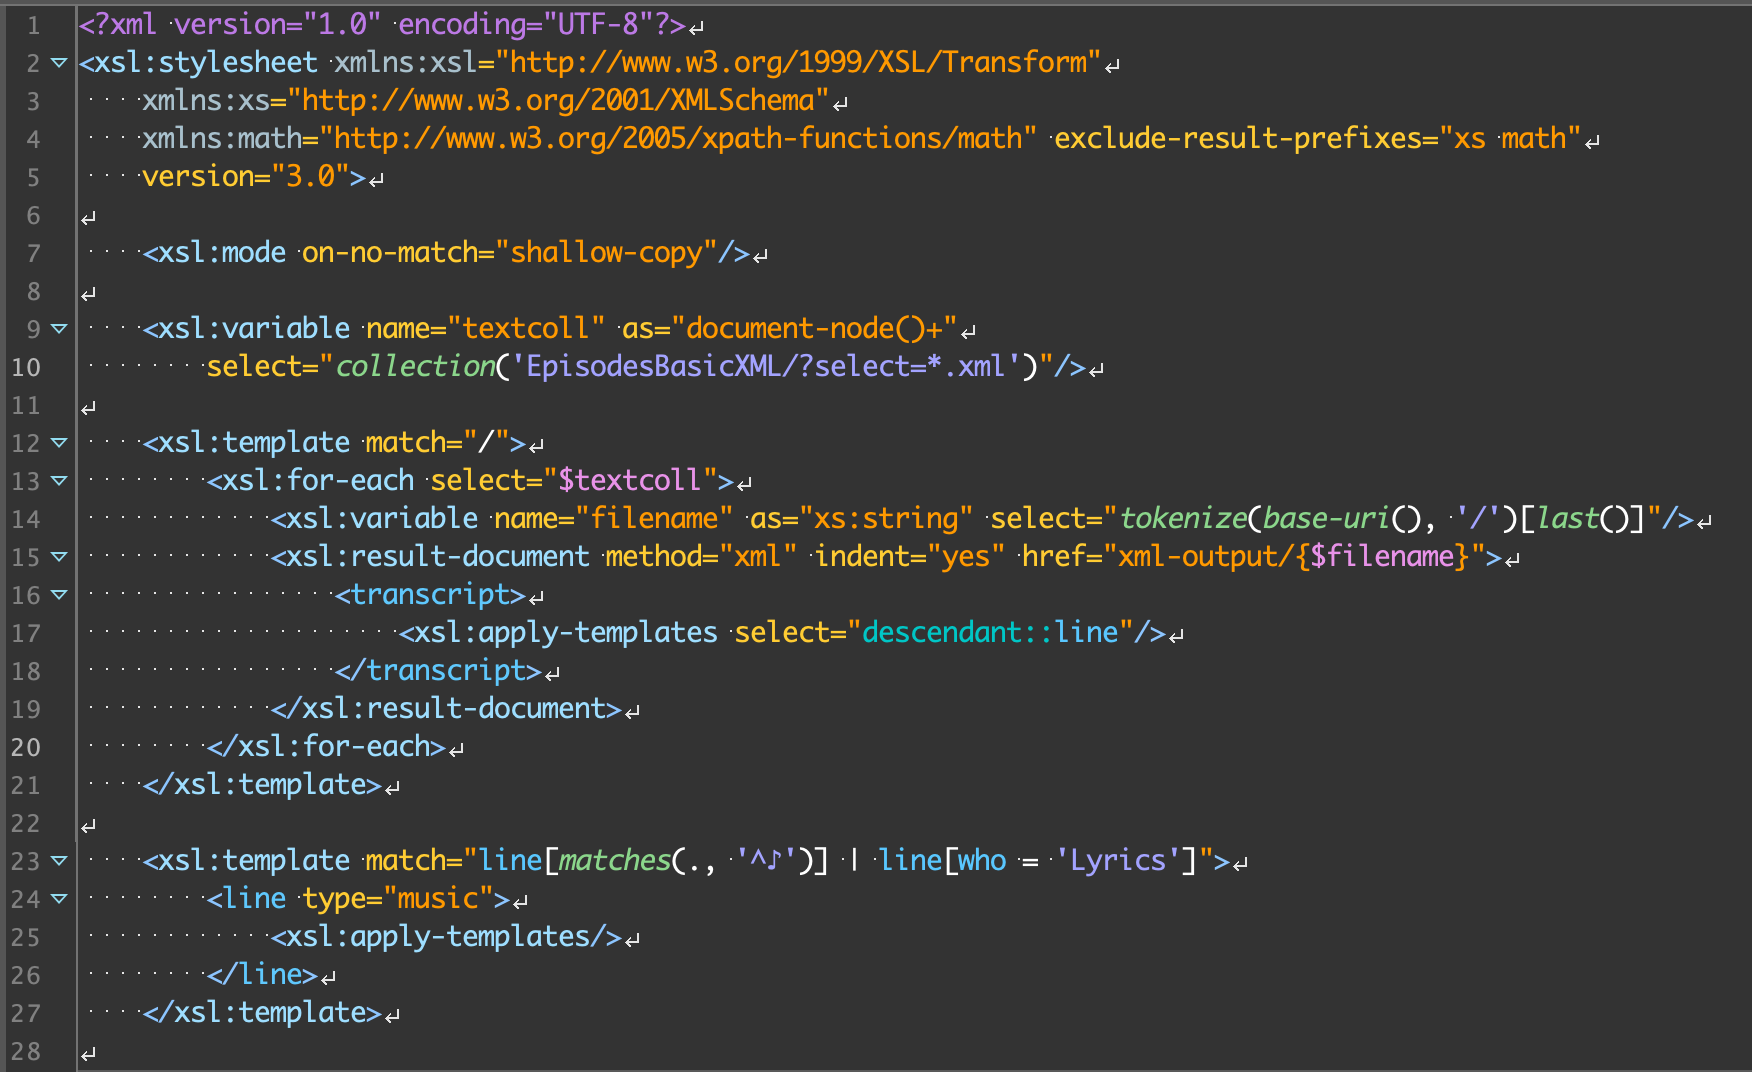 1 <?xml version="1.0" encoding="UTF-8"?>
2 <xsl:stylesheet xmlns:xsl="http://www.w3.org/1999/XSL/Transform"
3     xmlns:xs="http://www.w3.org/2001/XMLSchema"
4     xmlns:math="http://www.w3.org/2005/xpath-functions/math" exclude-result-prefixes="xs math"
5     version="3.0">
6
7     <xsl:mode on-no-match="shallow-copy"/>
8
9     <xsl:variable name="textcoll" as="document-node()+"
10         select="collection('EpisodesBasicXML/?select=*.xml')"/>
11
12     <xsl:template match="/">
13         <xsl:for-each select="$textcoll">
14             <xsl:variable name="filename" as="xs:string" select="tokenize(base-uri(), '/')[last()]"/>
15             <xsl:result-document method="xml" indent="yes" href="xml-output/{$filename}">
16                 <transcript>
17                     <xsl:apply-templates select="descendant::line"/>
18                 </transcript>
19             </xsl:result-document>
20         </xsl:for-each>
21     </xsl:template>
22
23     <xsl:template match="line[matches(., '^♪')] | line[who = 'Lyrics']">
24         <line type="music">
25             <xsl:apply-templates/>
26         </line>
27     </xsl:template>
28